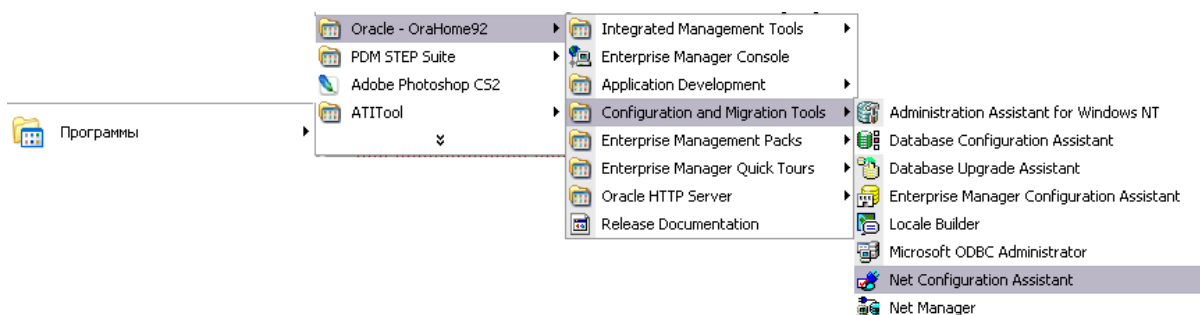 Программы
Oracle - OraHome92
PDM STEP Suite
Adobe Photoshop CS2
ATITool
Integrated Management Tools
Enterprise Manager Console
Application Development
Configuration and Migration Tools
Enterprise Management Packs
Enterprise Manager Quick Tours
Oracle HTTP Server
Release Documentation
Administration Assistant for Windows NT
Database Configuration Assistant
Database Upgrade Assistant
Enterprise Manager Configuration Assistant
Locale Builder
Microsoft ODBC Administrator
Net Configuration Assistant
Net Manager